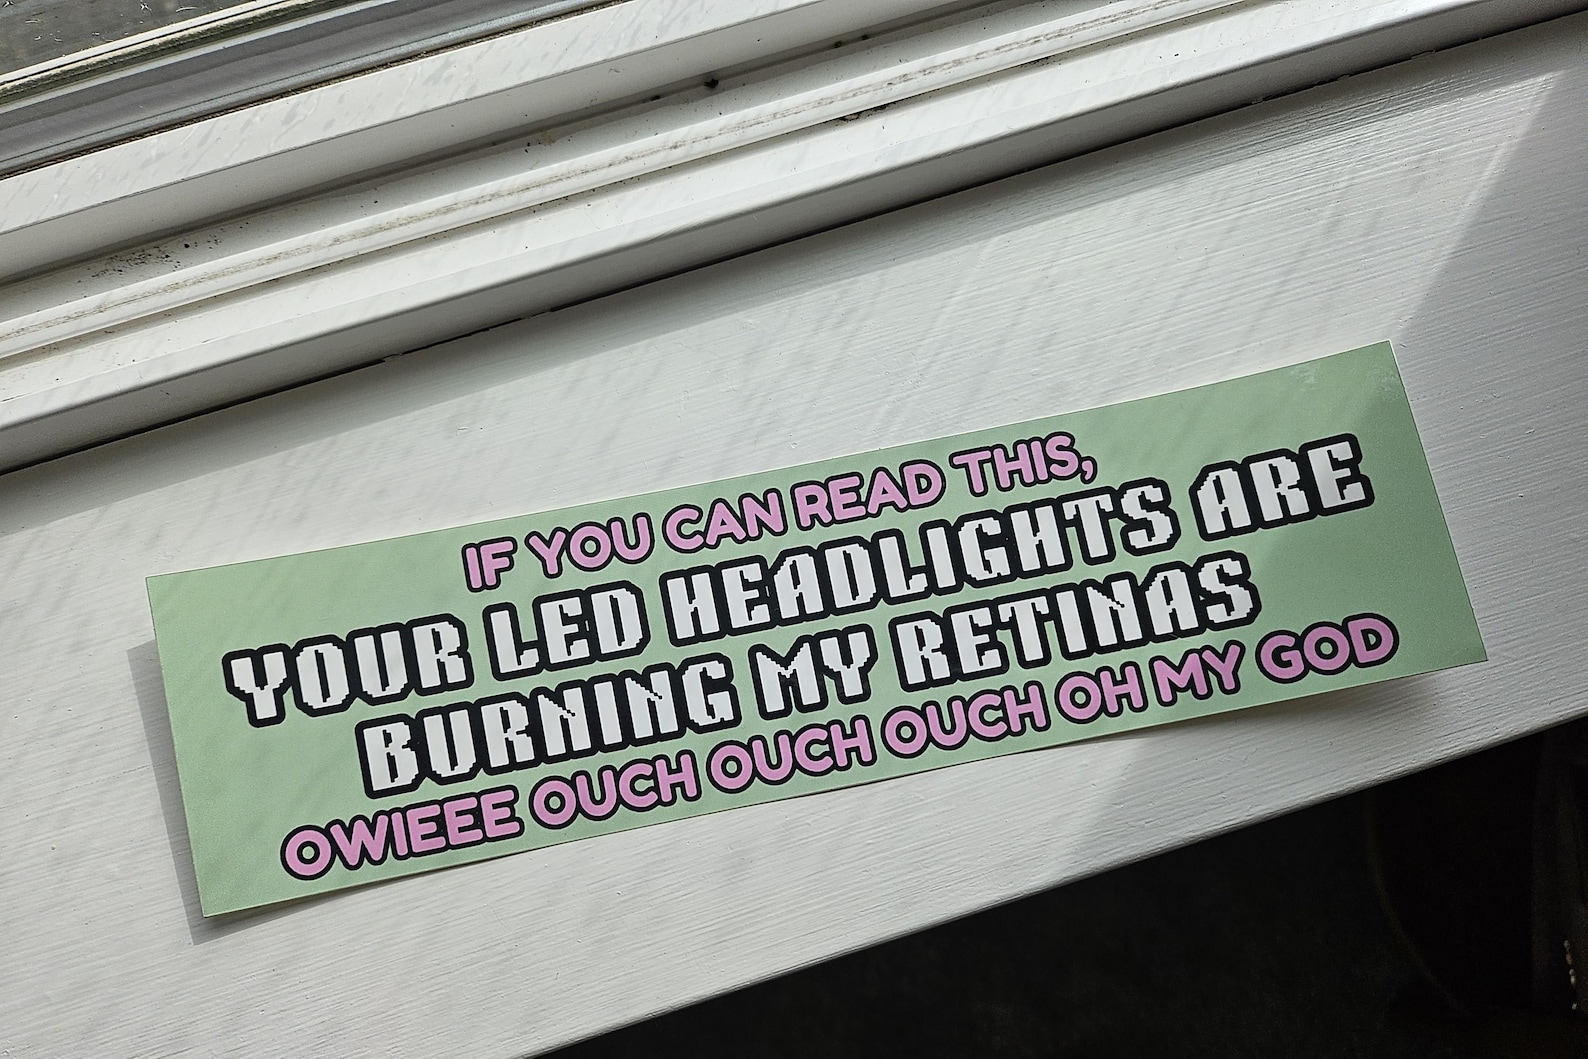 IF YOU CAN READ THIS,
YOUR LED HEADLIGHTS ARE
BURNING MY RETINAS
OWIEEE OUCH OUCH OUCH OH MY GOD